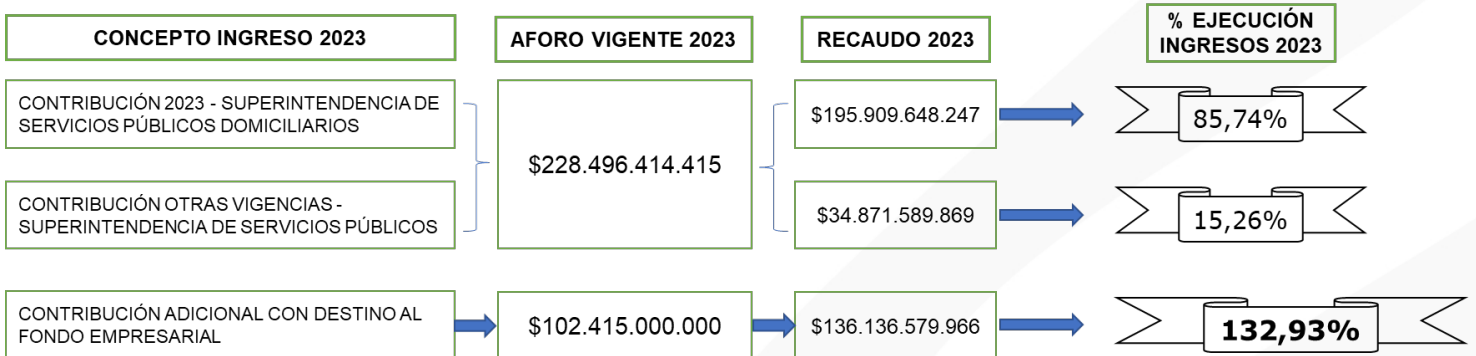 CONCEPTO INGRESO 2023
AFORO VIGENTE 2023
RECAUDO 2023
% EJECUCIÓN
INGRESOS 2023
CONTRIBUCIÓN 2023 - SUPERINTENDENCIA DE
SERVICIOS PÚBLICOS DOMICILIARIOS
$228.496.414.415
$195.909.648.247
85,74%
CONTRIBUCIÓN OTRAS VIGENCIAS -
SUPERINTENDENCIA DE SERVICIOS PÚBLICOS
$34.871.589.869
15,26%
CONTRIBUCIÓN ADICIONAL CON DESTINO AL
FONDO EMPRESARIAL
$102.415.000.000
$136.136.579.966
132,93%